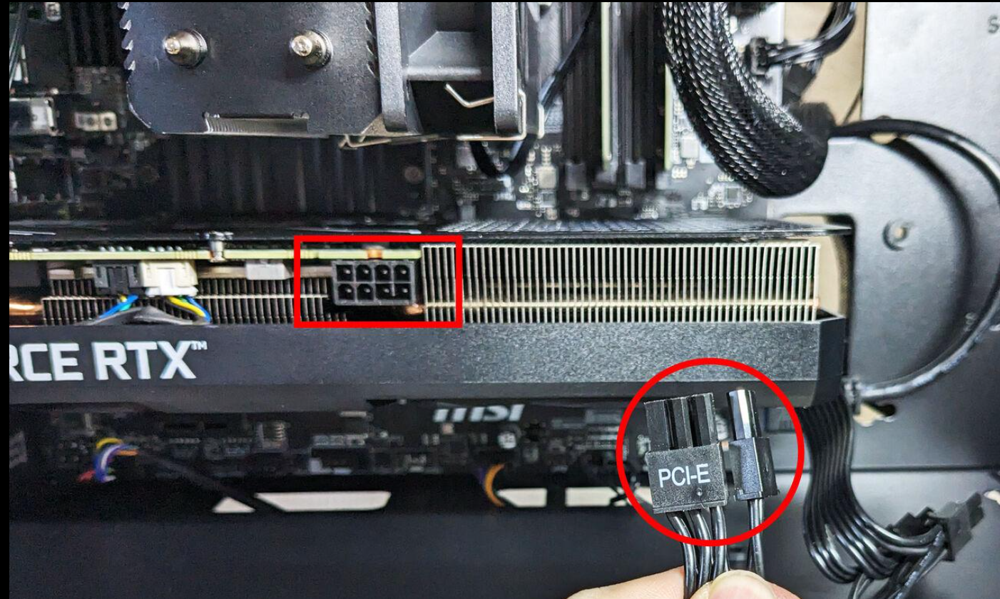 S
RCE RTX™
msi
PCI-E